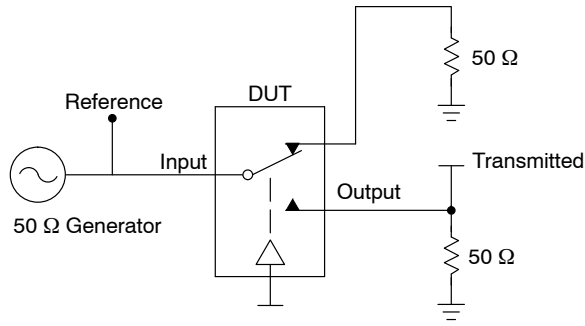 50 Ω
DUT
Reference
Input
Transmitted
Output
50 Ω Generator
50 Ω